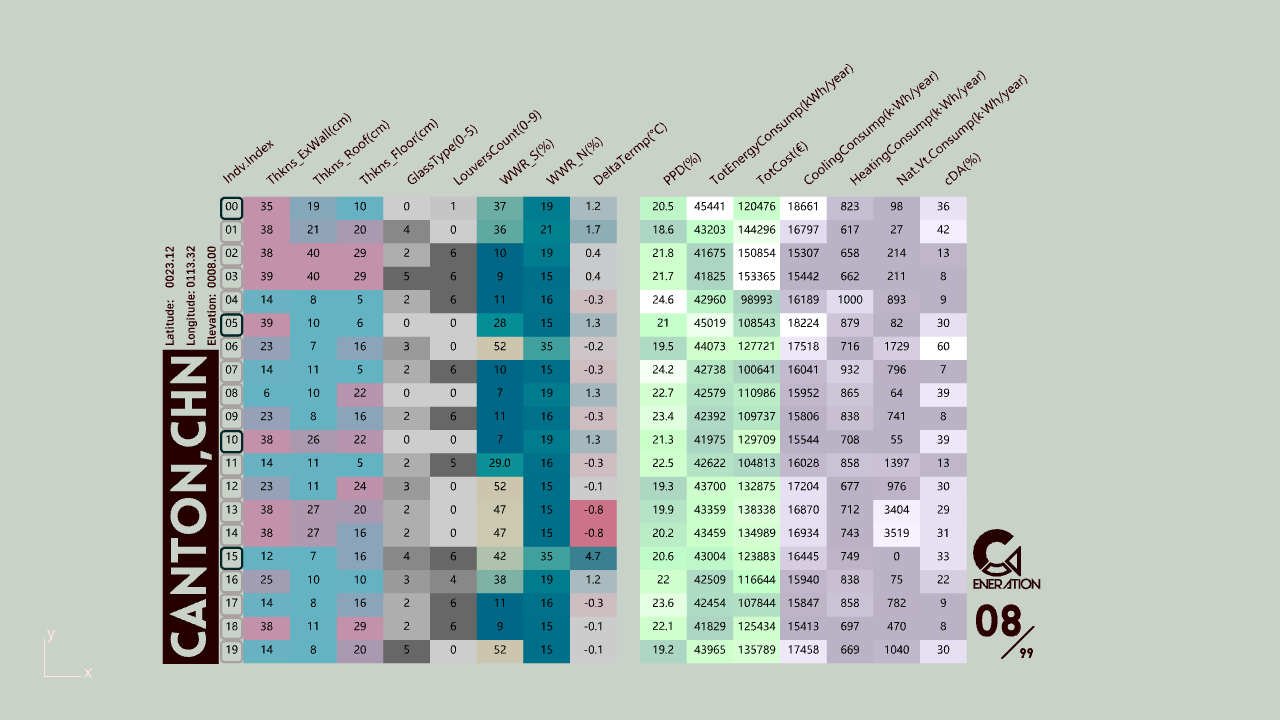 Indv.Index Thkns_ExWall(cm) Thkns_Roof(cm) Thkns_Floor(cm) GlassType(0-5) LouversCount(0-9) WWR_S(%) WWR_N(%) DeltaTermp(°C) PPD(%) TotEnergyConsump(kWh/year) TotCost(€) CoolingConsump(k·Wh/year) HeatingConsump(k·Wh/year) Nat.Vt.Consump(k·Wh/year) cDA(%)
00 35 19 10 0 1 37 19 1.2 20.5 45441 120476 18661 823 98 36
01 38 21 20 4 0 36 21 1.7 18.6 43203 144296 16797 617 27 42
02 38 40 29 2 6 10 19 0.4 21.8 41675 150854 15307 658 214 13
03 39 40 29 5 6 9 15 0.4 21.7 41825 153365 15442 662 211 8
04 14 8 5 2 6 11 16 -0.3 24.6 42960 98993 16189 1000 893 9
05 39 10 6 0 0 28 15 1.3 21 45019 108543 18224 879 82 30
06 23 7 16 3 0 52 35 -0.2 19.5 44073 127721 17518 716 1729 60
07 14 11 5 2 6 10 15 -0.3 24.2 42738 100641 16041 932 796 7
08 6 10 22 0 0 7 19 1.3 22.7 42579 110986 15952 865 64 39
09 23 8 16 2 6 11 16 -0.3 23.4 42392 109737 15806 838 741 8
10 38 26 22 0 0 7 19 1.3 21.3 41975 129709 15544 708 55 39
11 14 11 5 2 5 29.0 16 -0.3 22.5 42622 104813 16028 858 1397 13
12 23 11 24 3 0 52 15 -0.1 19.3 43700 132875 17204 677 976 30
13 38 27 20 2 0 47 15 -0.8 19.9 43359 138338 16870 712 3404 29
14 38 27 16 2 0 47 15 -0.8 20.2 43459 134989 16934 743 3519 31
15 12 7 16 4 6 42 35 4.7 20.6 43004 123883 16445 749 0 33
16 25 10 10 3 4 38 19 1.2 22 42509 116644 15940 838 75 22
17 14 8 16 2 6 11 16 -0.3 23.6 42454 107844 15847 858 782 9
18 38 11 29 2 6 9 15 -0.1 22.1 41829 125434 15413 697 470 8
19 14 8 20 5 0 52 15 -0.1 19.2 43965 135789 17458 669 1040 30
Latitude: 0023.12
Longitude: 0113.32
Elevation: 0008.00
CANTON,CHN
GENERATION
08/99
y
x